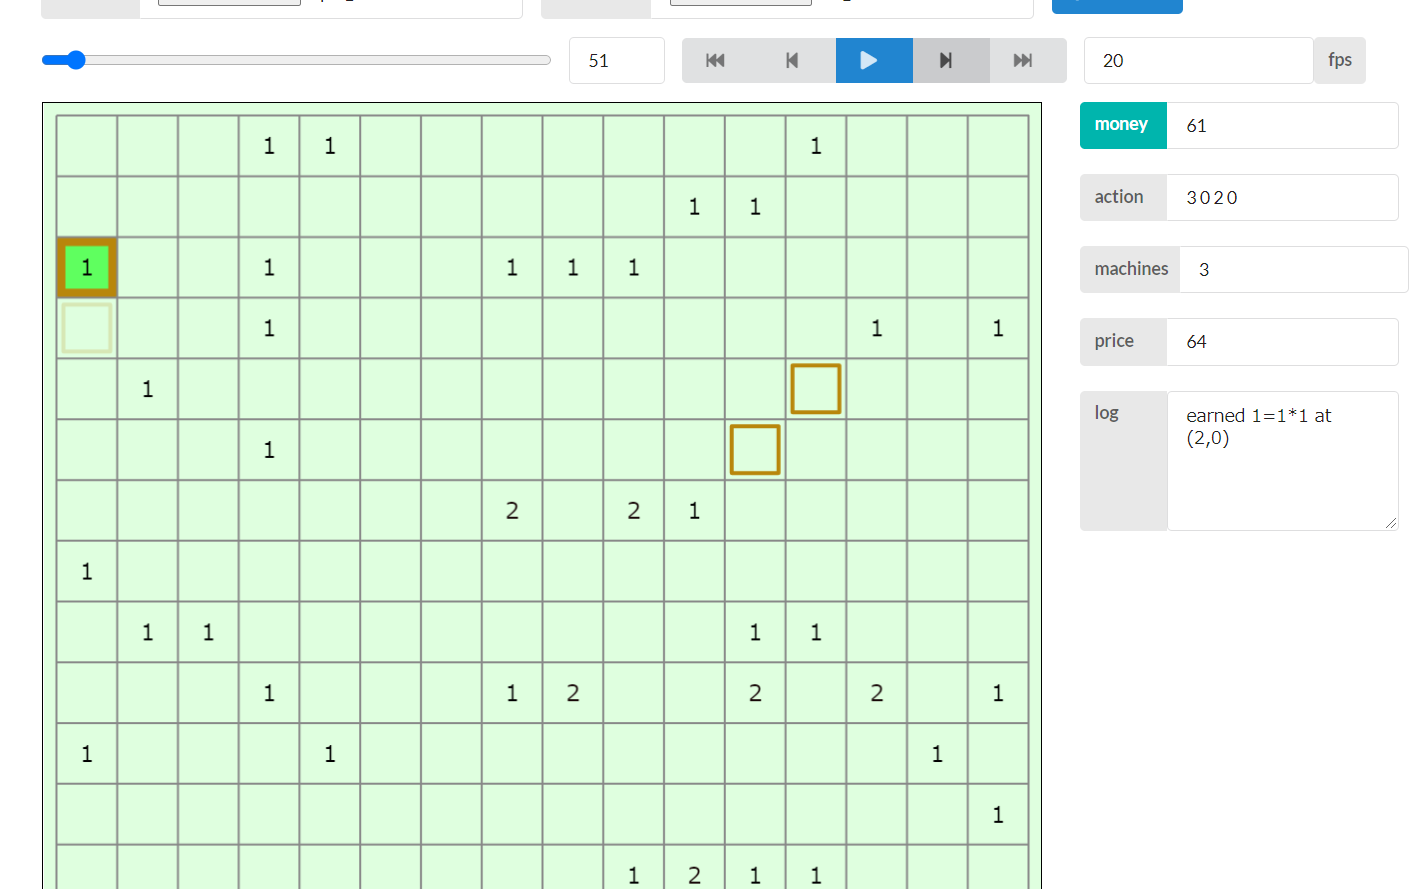 51
20
fps
1 1 1
money 61
1 1
action 3 0 2 0
1 1 1 1 1
machines 3
1 1 1
price 64
1
log earned 1=1*1 at
(2,0)
1
2 2 1
1
1 1 1 1
1 1 2 2 2 1
1 1 1
1
1 2 1 1